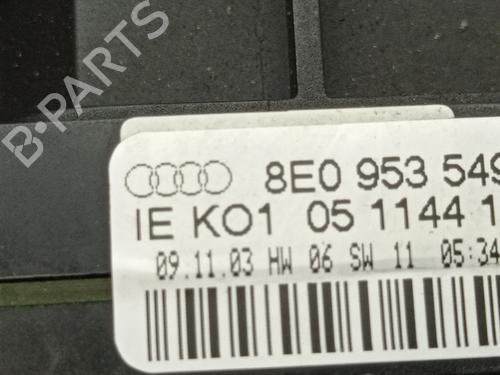 B-PARTS
8E0 953 549
IE KO1 05 1144 1
09.11.03 HW 06 SW 11 05:34